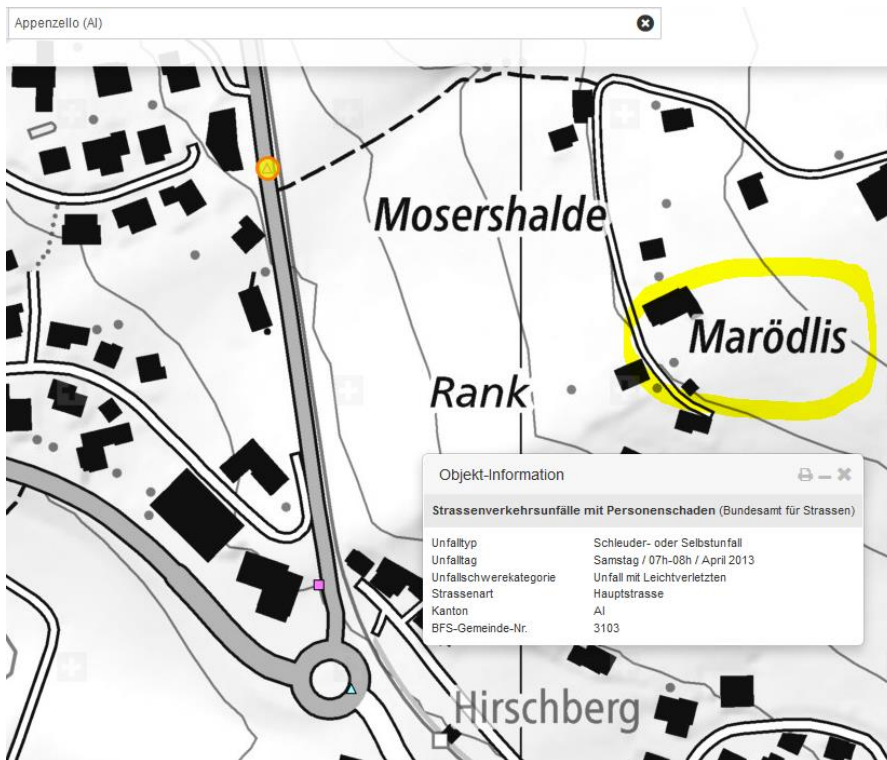 Appenzello (AI)
Mosershalde
Marödlis
Rank
Objekt-Information
Strassenverkehrsunfälle mit Personenschaden (Bundesamt für Strassen)
Unfalltyp Schleuder- oder Selbstunfall
Unfalltag Samstag / 07h-08h / April 2013
Unfallschwerekategorie Unfall mit Leichtverletzten
Strassenart Hauptstrasse
Kanton AI
BFS-Gemeinde-Nr. 3103
Hirschberg